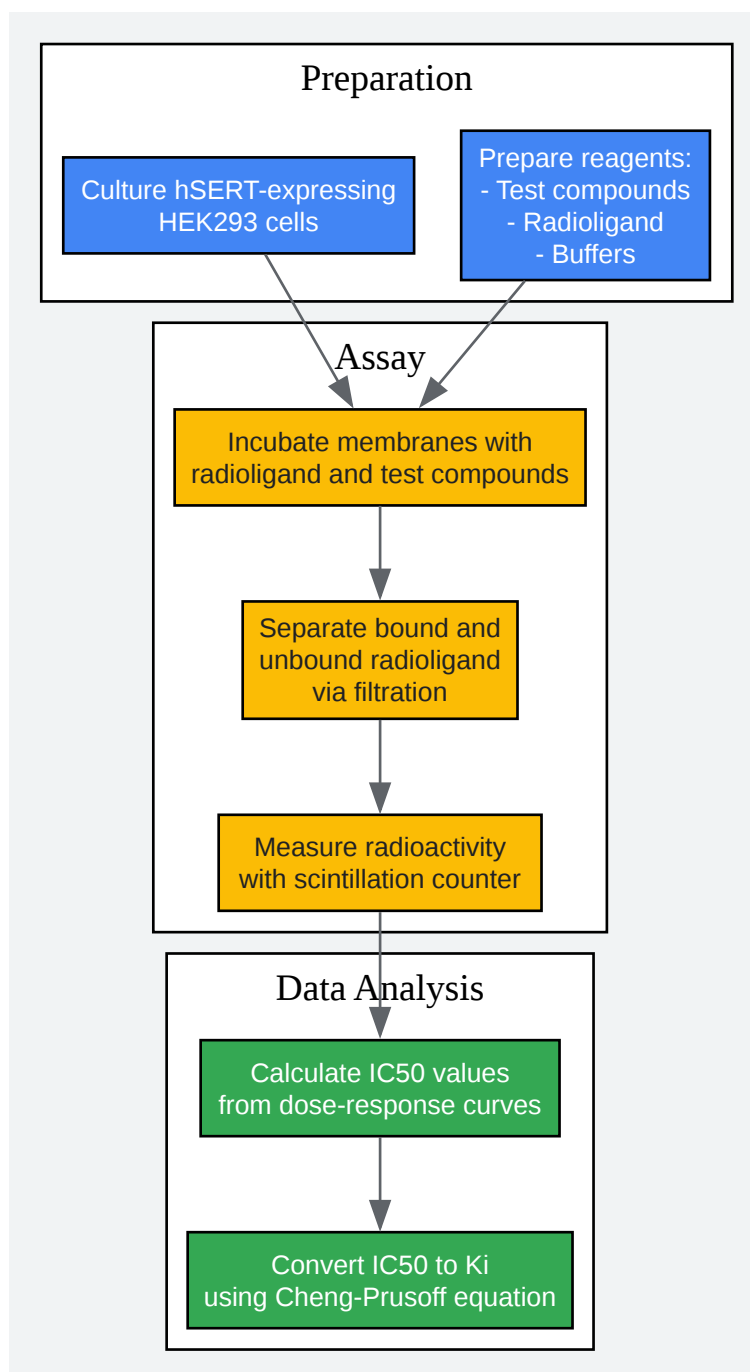 Preparation
Culture hSERT-expressing
HEK293 cells
Prepare reagents:
- Test compounds
- Radioligand
- Buffers
Assay
Incubate membranes with
radioligand and test compounds
Separate bound and
unbound radioligand
via filtration
Measure radioactivity
with scintillation counter
Data Analysis
Calculate IC50 values
from dose-response curves
Convert IC50 to Ki
using Cheng-Prusoff equation